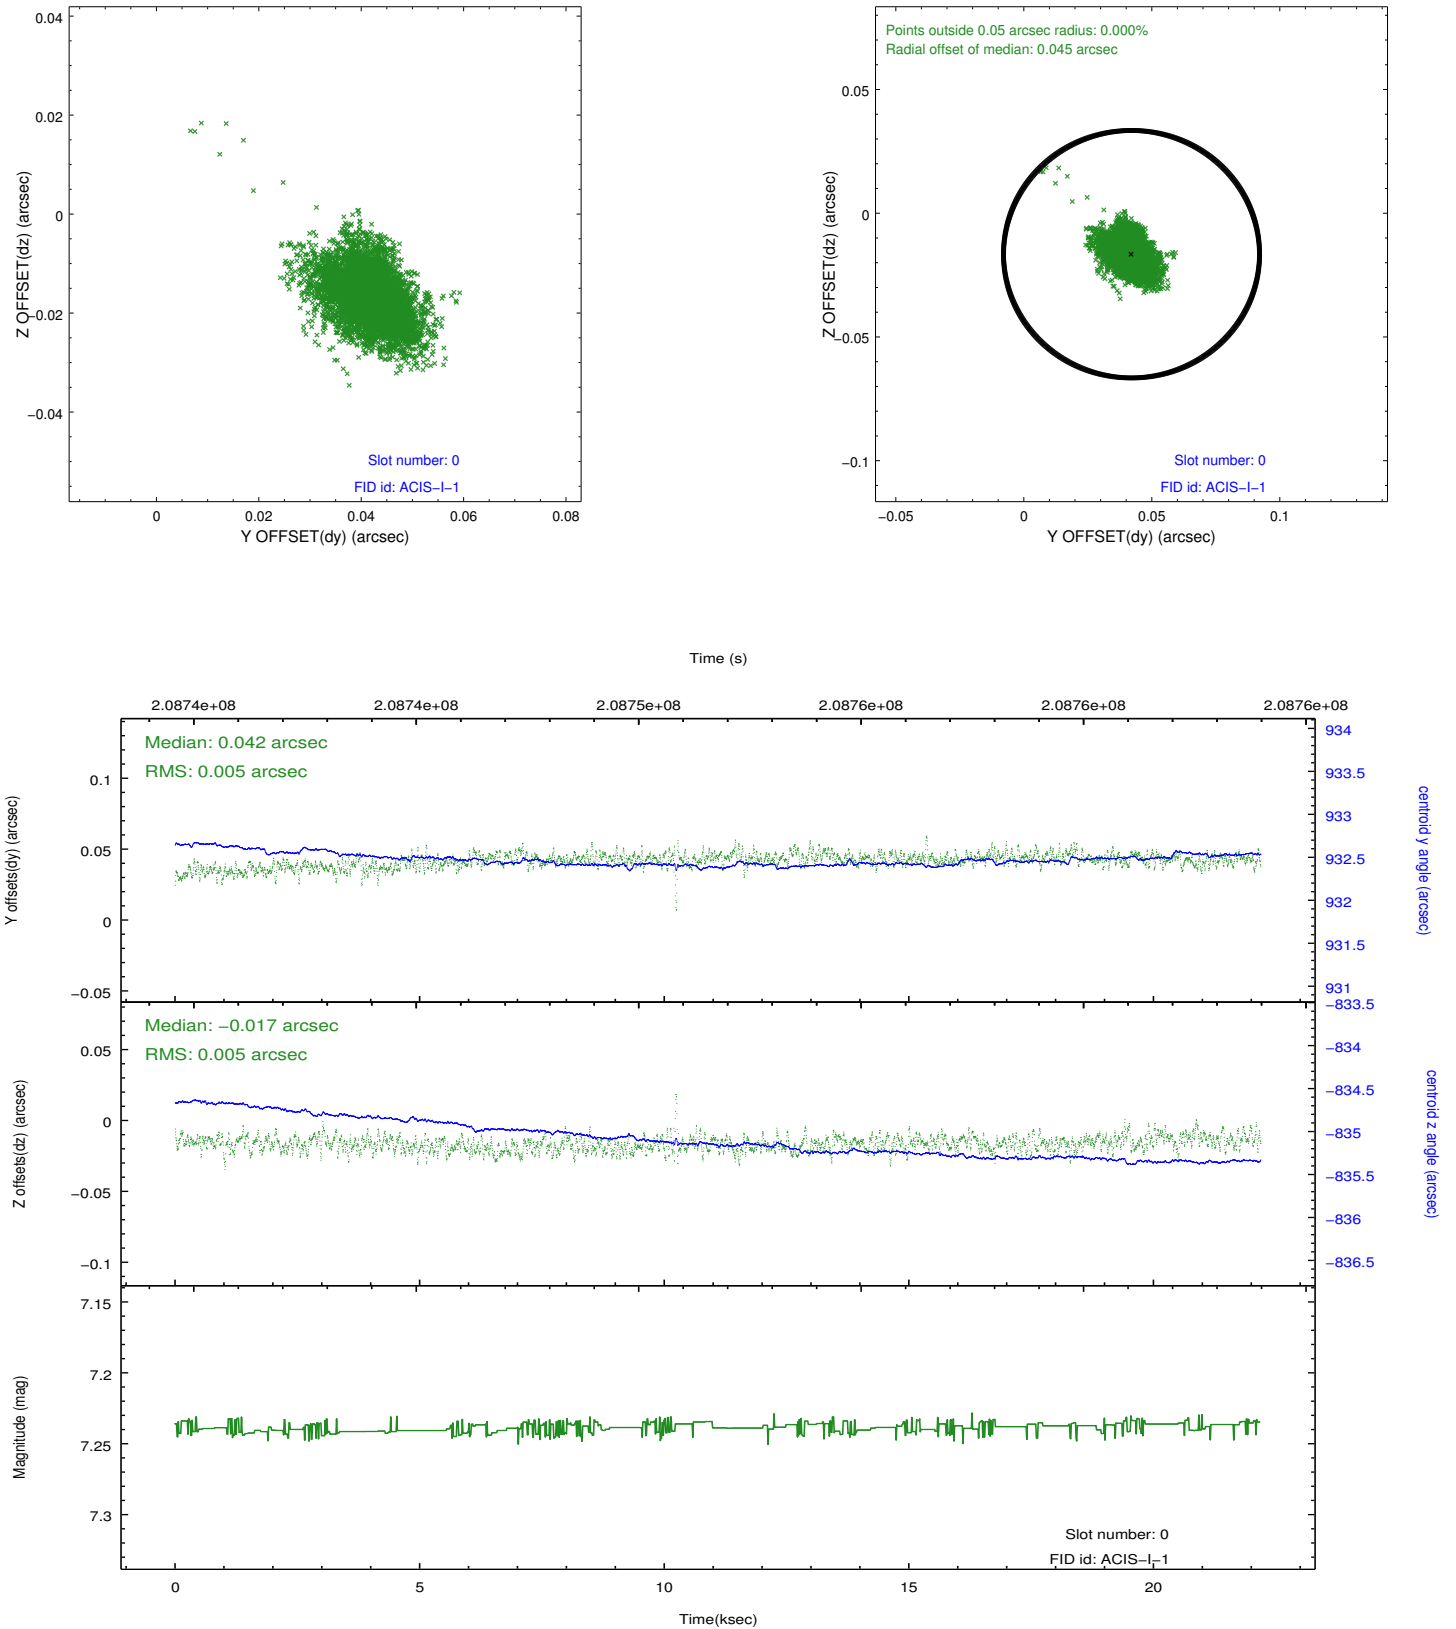 0.04
0.02
0
−0.02
−0.04
Z OFFSET(dz) (arcsec)
Slot number: 0
FID id: ACIS−I−1
0 0.02 0.04 0.06 0.08
Y OFFSET(dy) (arcsec)
Points outside 0.05 arcsec radius: 0.000%
Radial offset of median: 0.045 arcsec
0.05
0
−0.05
−0.1
Z OFFSET(dz) (arcsec)
Slot number: 0
FID id: ACIS−I−1
−0.05 0 0.05 0.1
Y OFFSET(dy) (arcsec)
Time (s)
2.0874e+08 2.0874e+08 2.0875e+08 2.0876e+08 2.0876e+08 2.0876e+08
Median: 0.042 arcsec
RMS: 0.005 arcsec
0.1
0.05
0
−0.05
Y offsets(dy) (arcsec)
934
933.5
933
932.5
932
931.5
931
centroid y angle (arcsec)
Median: −0.017 arcsec
RMS: 0.005 arcsec
0.05
0
−0.05
−0.1
Z offsets(dz) (arcsec)
−833.5
−834
−834.5
−835
−835.5
−836
−836.5
centroid z angle (arcsec)
7.15
7.2
7.25
7.3
Magnitude (mag)
Slot number: 0
FID id: ACIS−I−1
0 5 10 15 20
Time(ksec)